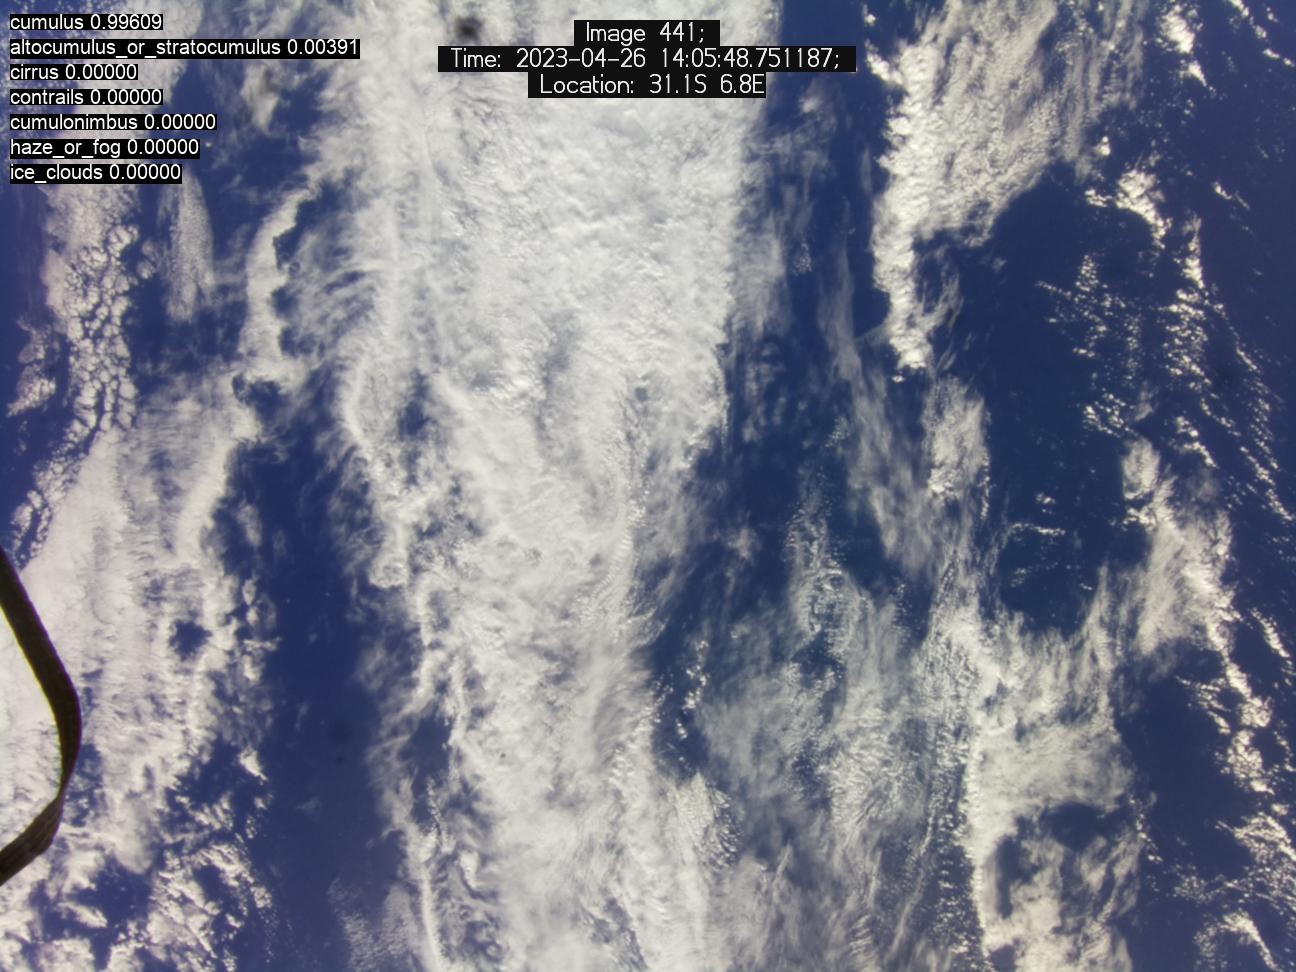 cumulus 0.99609
altocumulus_or_stratocumulus 0.00391
cirrus 0.00000
contrails 0.00000
cumulonimbus 0.00000
haze_or_fog 0.00000
ice_clouds 0.00000
Image 441;
Time: 2023-04-26 14:05:48.751187;
Location: 31.1S 6.8E